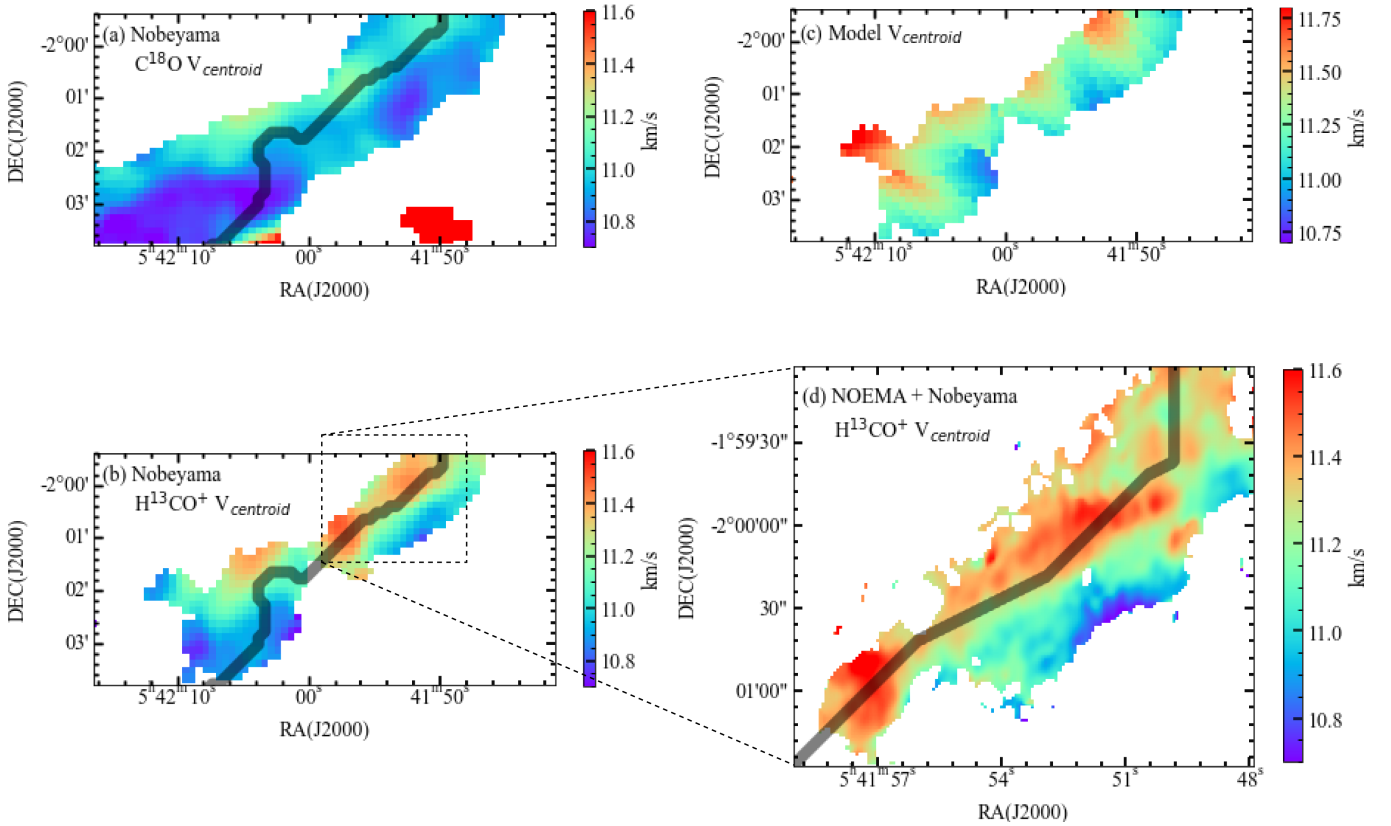 (a) Nobeyama
C¹⁸O V_centroid
-2°00'
01'
02'
03'
DEC(J2000)
5ʰ42ᵐ10ˢ
00ˢ
41ᵐ50ˢ
RA(J2000)
11.6
11.4
11.2
11.0
10.8
km/s
(c) Model V_centroid
-2°00'
01'
02'
03'
DEC(J2000)
5ʰ42ᵐ10ˢ
00ˢ
41ᵐ50ˢ
RA(J2000)
11.75
11.50
11.25
11.00
10.75
km/s
(b) Nobeyama
H¹³CO⁺ V_centroid
-2°00'
01'
02'
03'
DEC(J2000)
5ʰ42ᵐ10ˢ
00ˢ
41ᵐ50ˢ
RA(J2000)
11.6
11.4
11.2
11.0
10.8
km/s
(d) NOEMA + Nobeyama
H¹³CO⁺ V_centroid
-1°59'30"
-2°00'00"
30"
01'00"
DEC(J2000)
5ʰ41ᵐ57ˢ
54ˢ
51ˢ
48ˢ
RA(J2000)
11.6
11.4
11.2
11.0
10.8
km/s